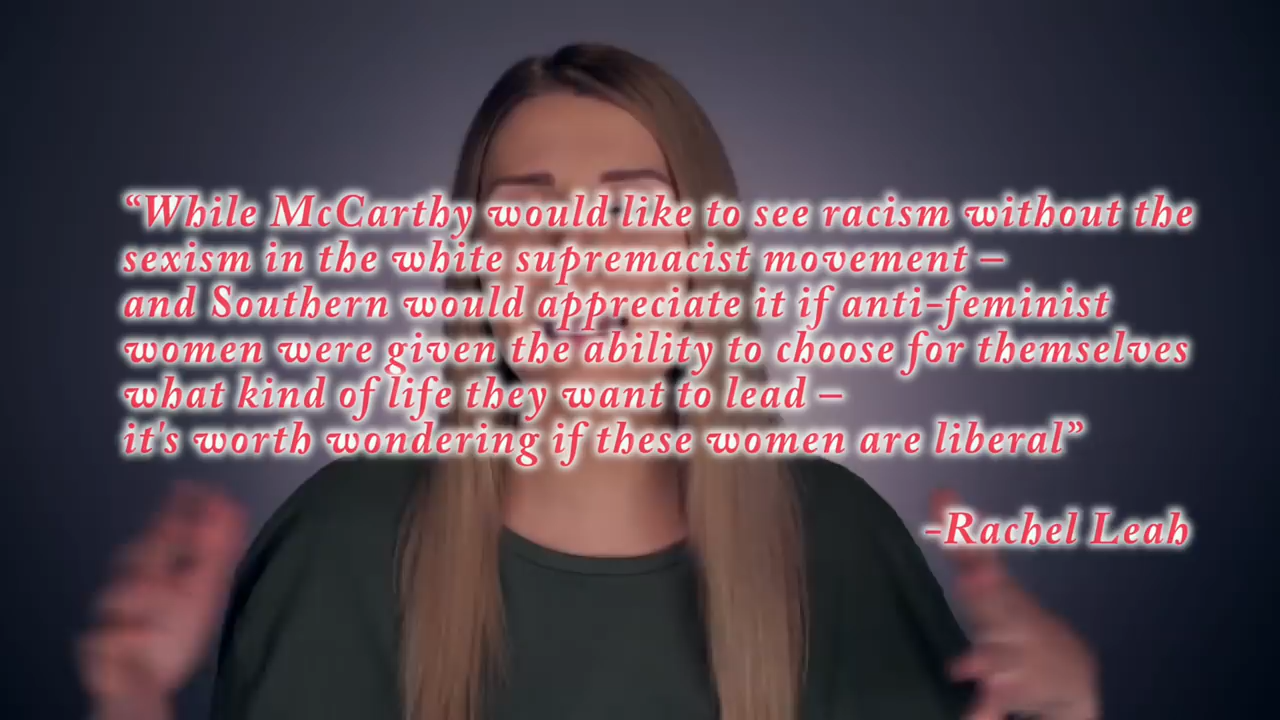 “While McCarthy would like to see racism without the
sexism in the white supremacist movement –
and Southern would appreciate it if anti-feminist
women were given the ability to choose for themselves
what kind of life they want to lead –
it's worth wondering if these women are liberal”
-Rachel Leah